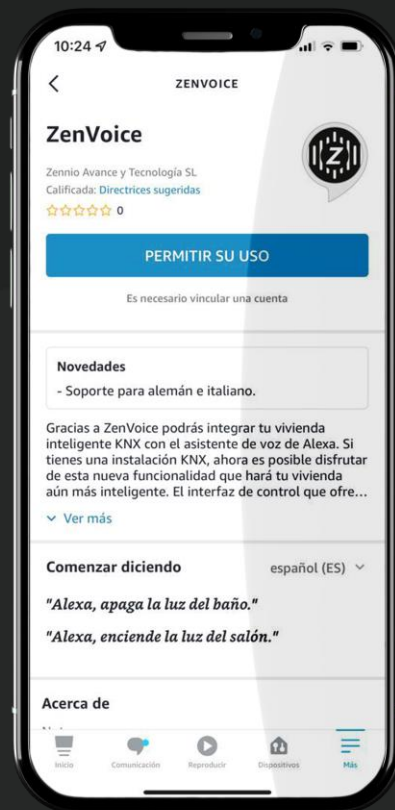 10:24
ZENVOICE
ZenVoice
Zennio Avance y Tecnología SL
Calificada: Directrices sugeridas
0
Z
PERMITIR SU USO
Es necesario vincular una cuenta
Novedades
- Soporte para alemán e italiano.
Gracias a ZenVoice podrás integrar tu vivienda
inteligente KNX con el asistente de voz de Alexa. Si
tienes una instalación KNX, ahora es posible disfrutar
de esta nueva funcionalidad que hará tu vivienda
aún más inteligente. El interfaz de control que ofre...
Ver más
Comenzar diciendo
español (ES)
"Alexa, apaga la luz del baño."
"Alexa, enciende la luz del salón."
Acerca de
Inicio
Comunicación
Reproducir
Dispositivos
Más